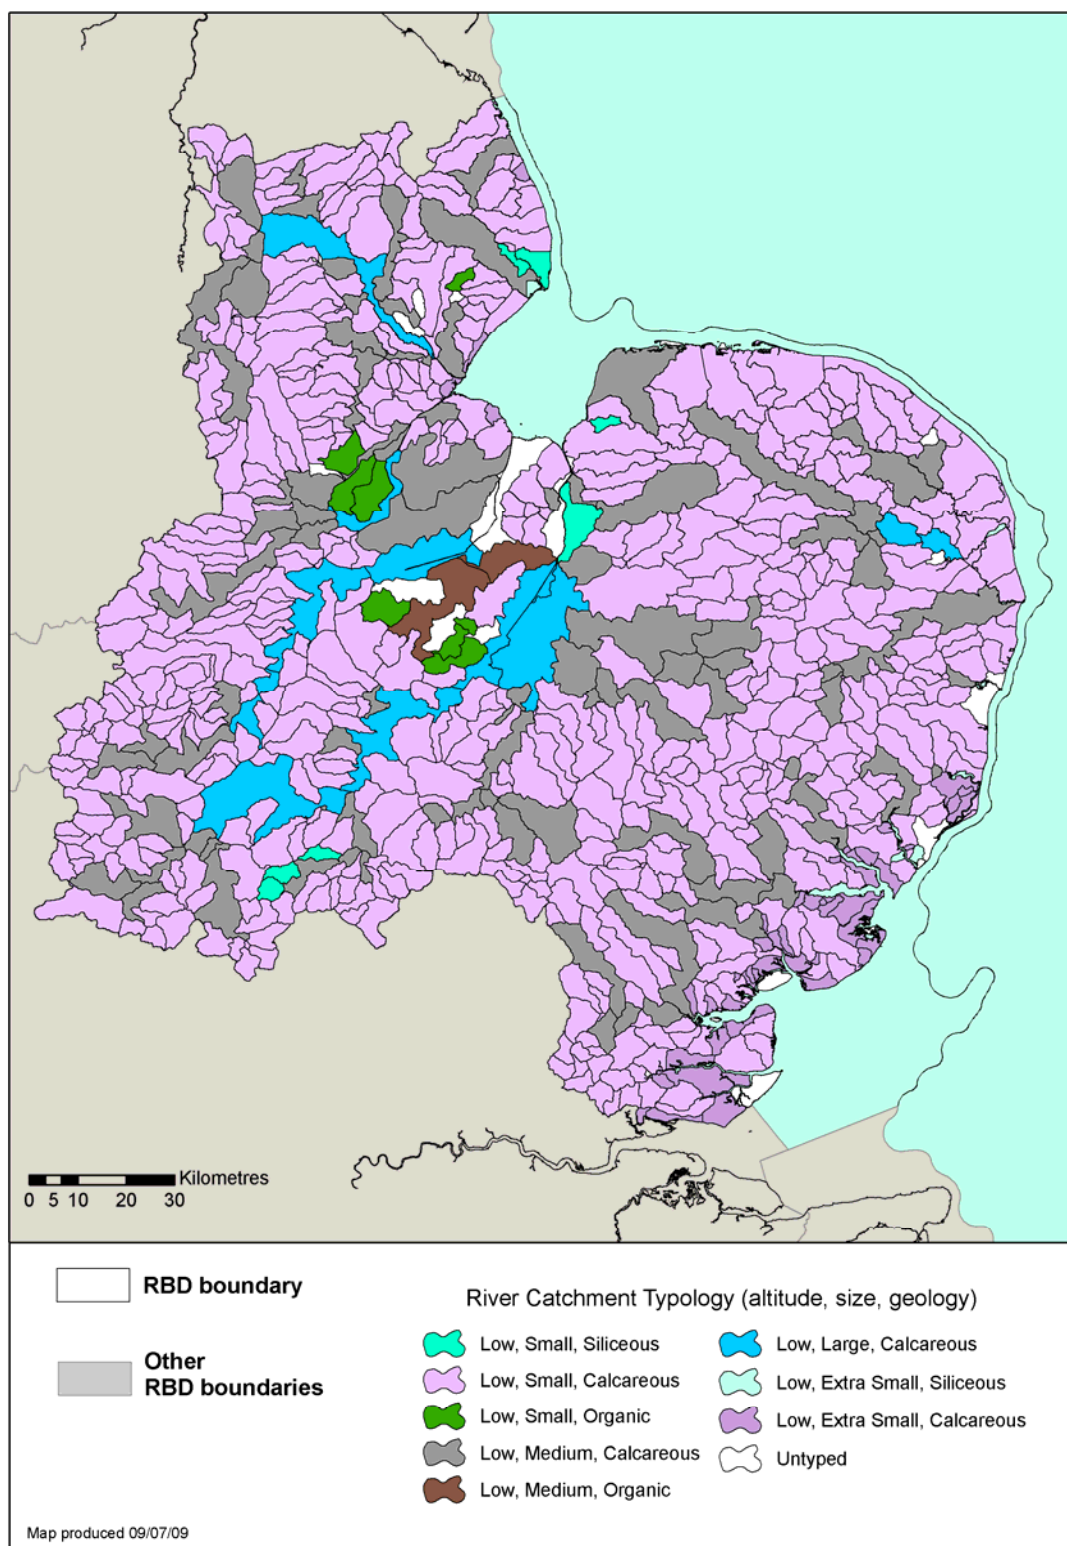 Kilometres
0 5 10 20 30
RBD boundary
Other
RBD boundaries
River Catchment Typology (altitude, size, geology)
Low, Small, Siliceous
Low, Small, Calcareous
Low, Small, Organic
Low, Medium, Calcareous
Low, Medium, Organic
Low, Large, Calcareous
Low, Extra Small, Siliceous
Low, Extra Small, Calcareous
Untyped
Map produced 09/07/09